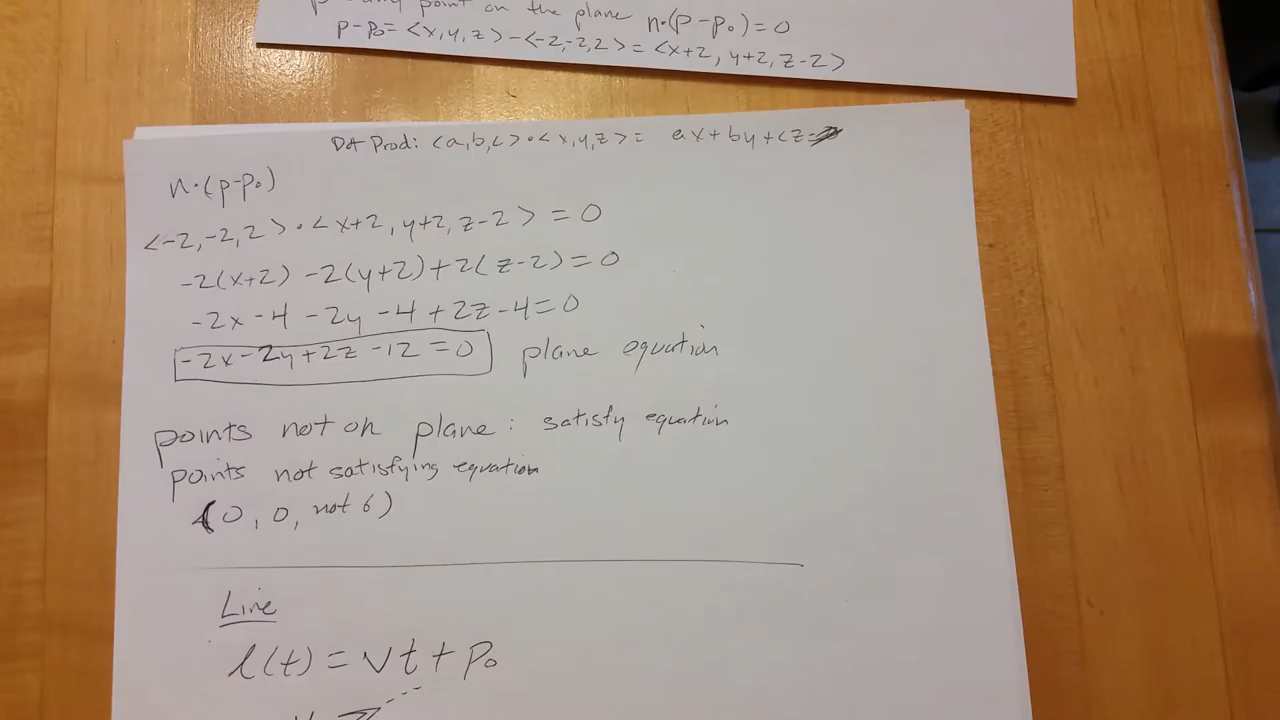 any point on the plane n·(p-p₀)=0
p-p₀=<x,y,z>-<-2,-2,2>=<x+2, y+2, z-2>
Dot Prod: <a,b,c>·<x,y,z>= ax+by+cz=
n·(p-p₀)
<-2,-2,2>·<x+2,y+2,z-2> =0
-2(x+2) -2(y+2)+2(z-2)=0
-2x-4 -2y-4+2z-4=0
-2x-2y+2z-12=0 plane equation
points not on plane: satisfy equation
points not satisfying equation
(0, 0, not 6)
Line
l(t)=vt+p₀